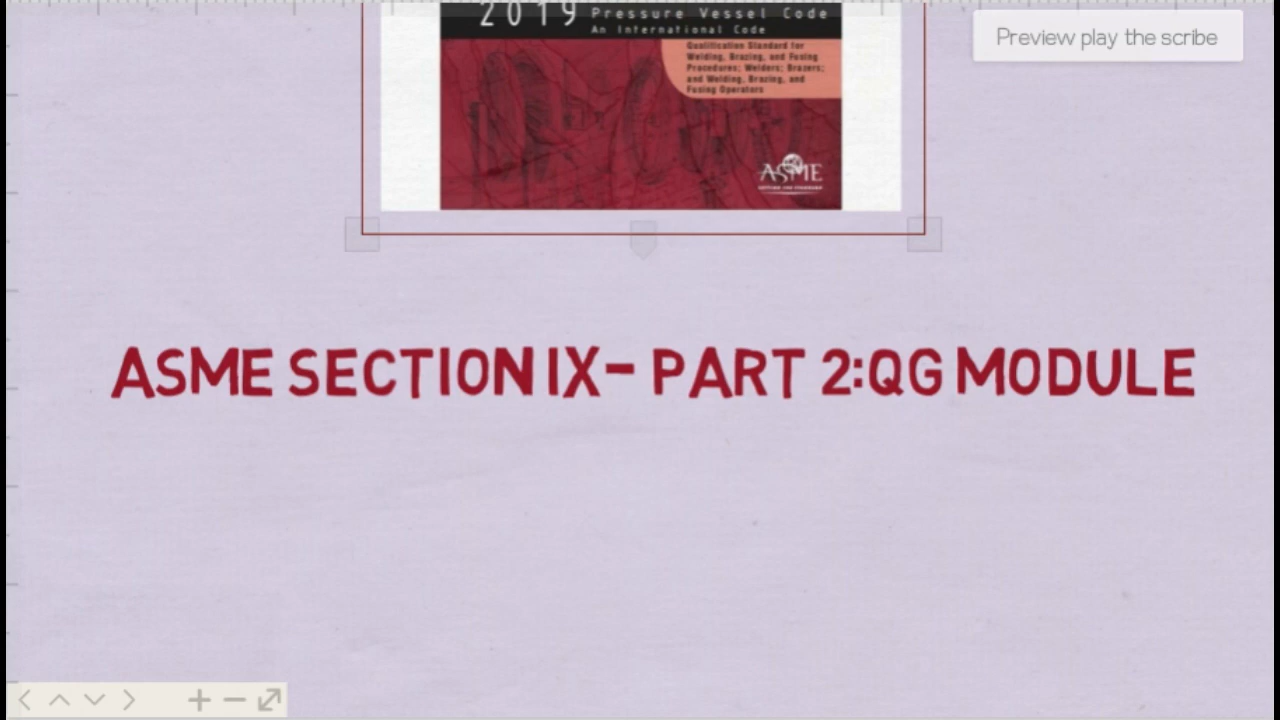 2019 Pressure Vessel Code
An International Code
Qualification Standard for
Welding, Brazing, and Fusing
Procedures; Welders; Brazers;
and Welding, Brazing, and
Fusing Operators
ASME
Preview play the scribe
ASME SECTION IX- PART 2:QG MODULE